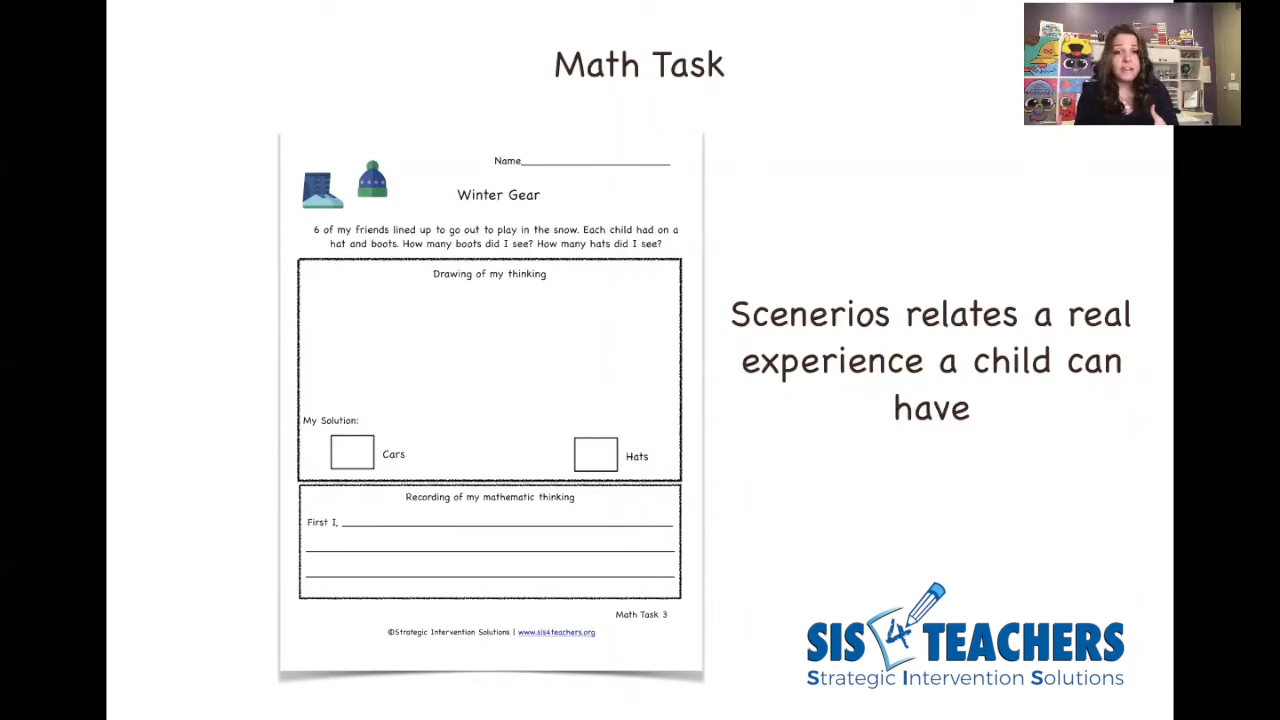 Math Task
Name
Winter Gear
6 of my friends lined up to go out to play in the snow. Each child had on a
hat and boots. How many boots did I see? How many hats did I see?
Drawing of my thinking
My Solution:
Cars
Hats
Recording of my mathematic thinking
First I,
Math Task 3
©Strategic Intervention Solutions | www.sis4teachers.org
Scenerios relates a real
experience a child can
have
SIS 4 TEACHERS
Strategic Intervention Solutions